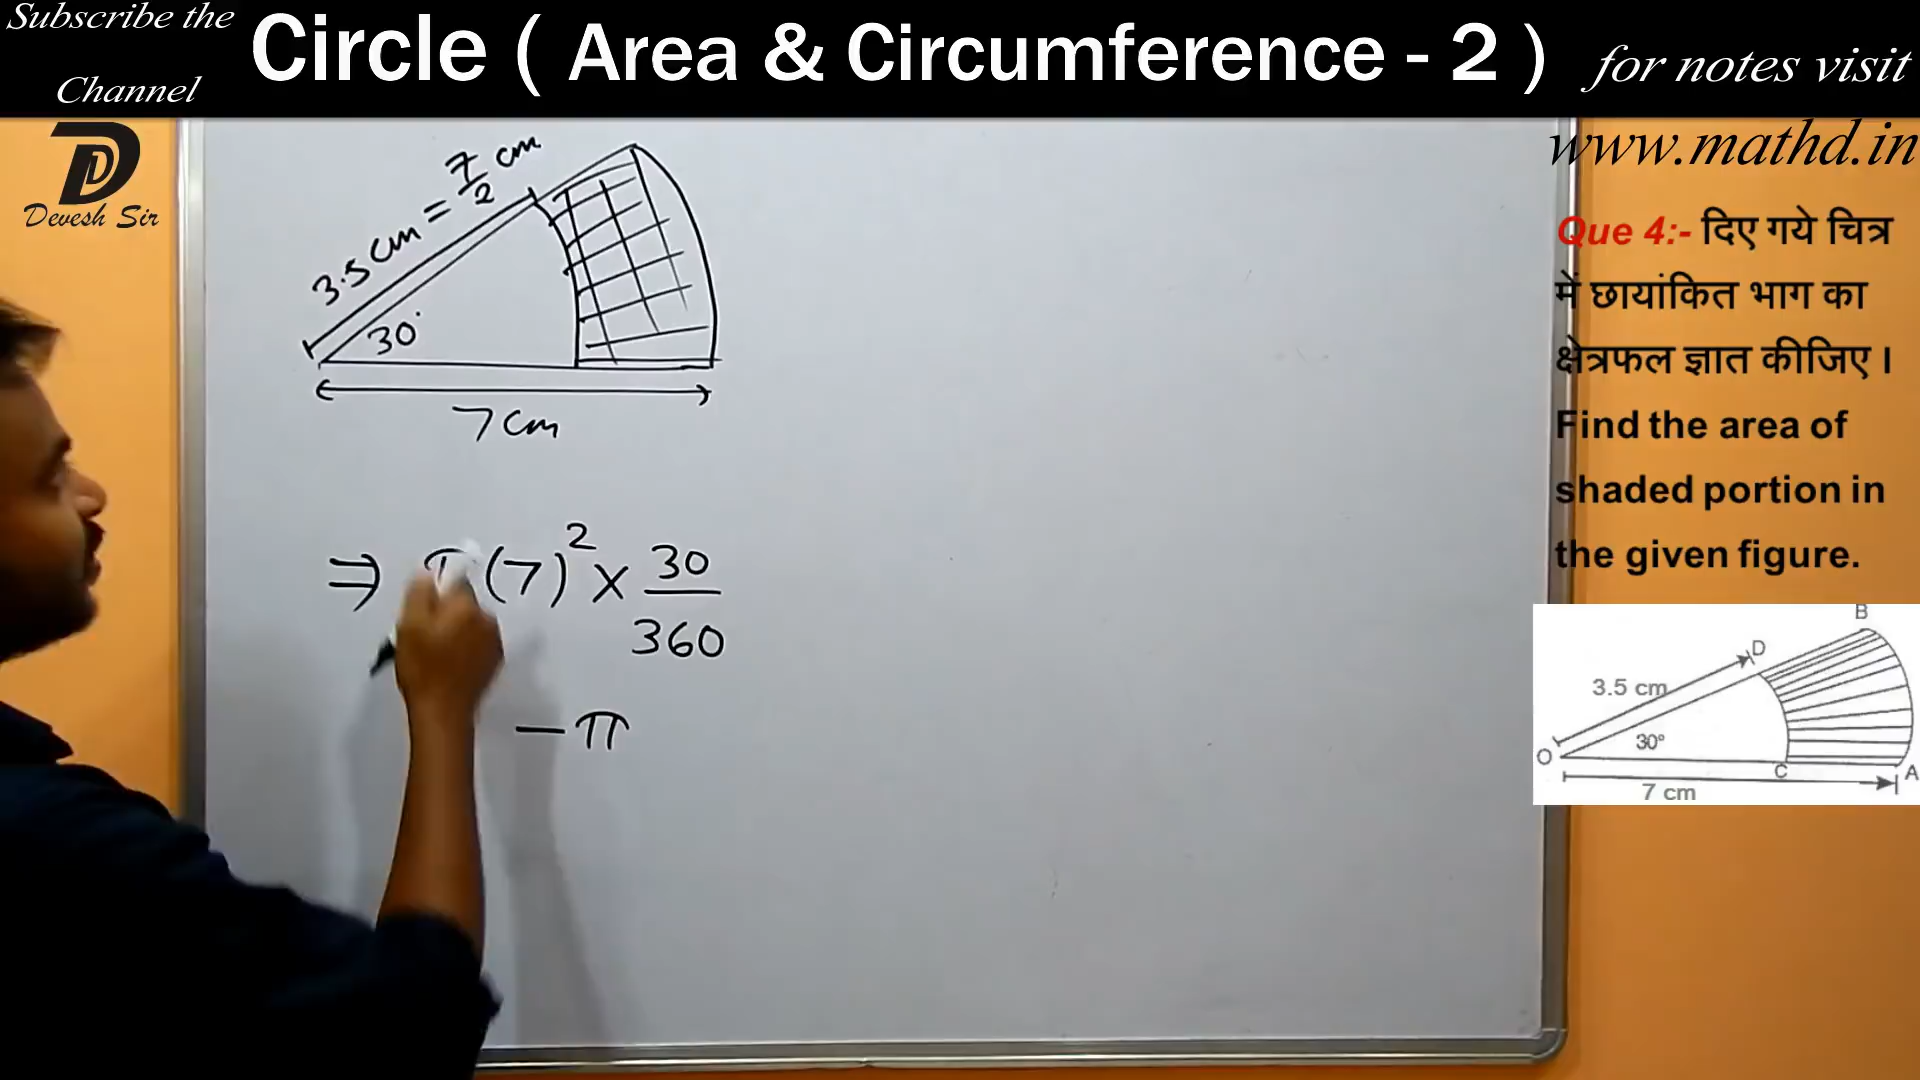 Subscribe the
Channel
Circle ( Area & Circumference - 2 )
for notes visit
www.mathd.in
D
Devesh Sir
3.5 cm = 7/2 cm
30°
7 cm
⇒ π (7)² × 30/360
– π
Que 4:- दिए गये चित्र
में छायांकित भाग का
क्षेत्रफल ज्ञात कीजिए ।
Find the area of
shaded portion in
the given figure.
B
D
3.5 cm
30°
O
C
A
7 cm